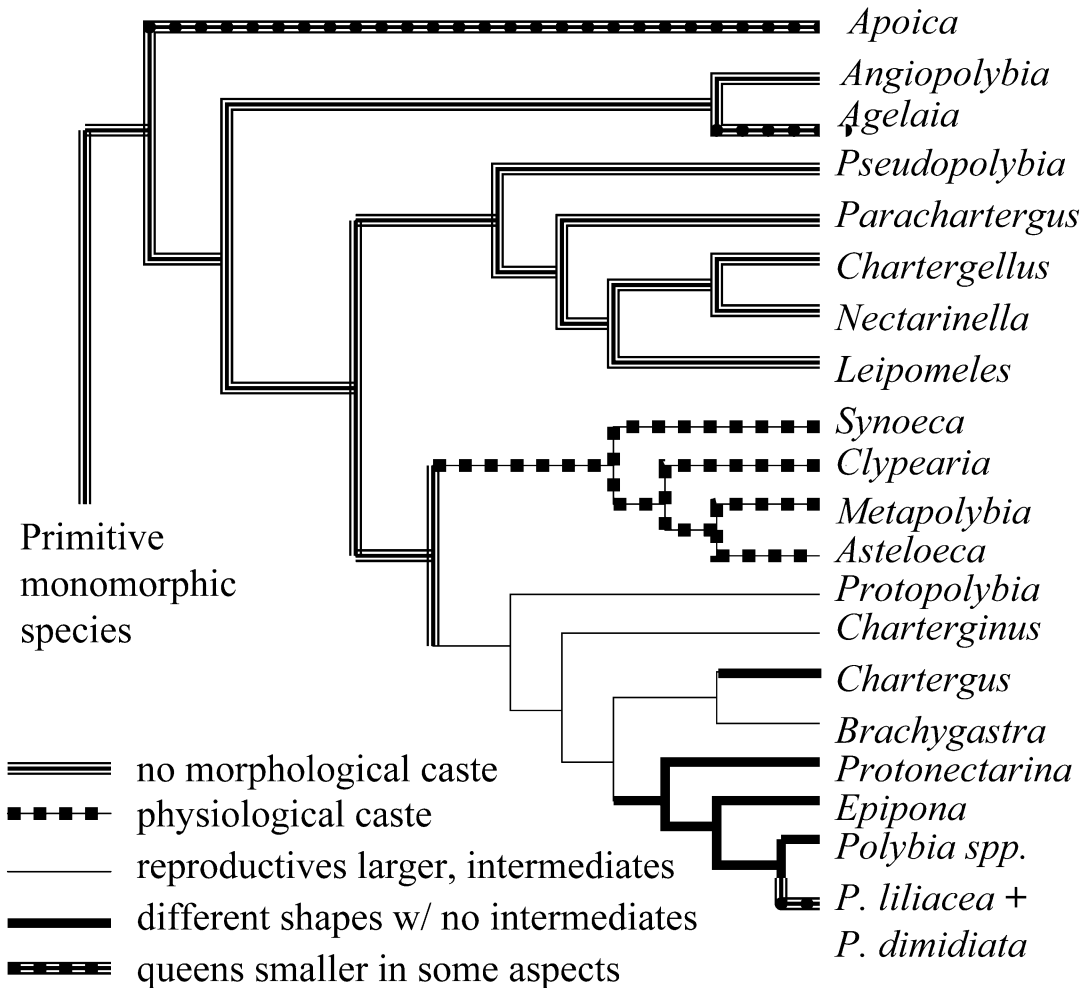 Apoica
Angiopolybia
Agelaia
Pseudopolybia
Parachartergus
Chartergellus
Nectarinella
Leipomeles
Synoeca
Clypearia
Metapolybia
Asteloeca
Protopolybia
Charterginus
Chartergus
Brachygastra
Protonectarina
Epipona
Polybia spp.
P. liliacea +
P. dimidiata
Primitive
monomorphic
species
no morphological caste
physiological caste
reproductives larger, intermediates
different shapes w/ no intermediates
queens smaller in some aspects